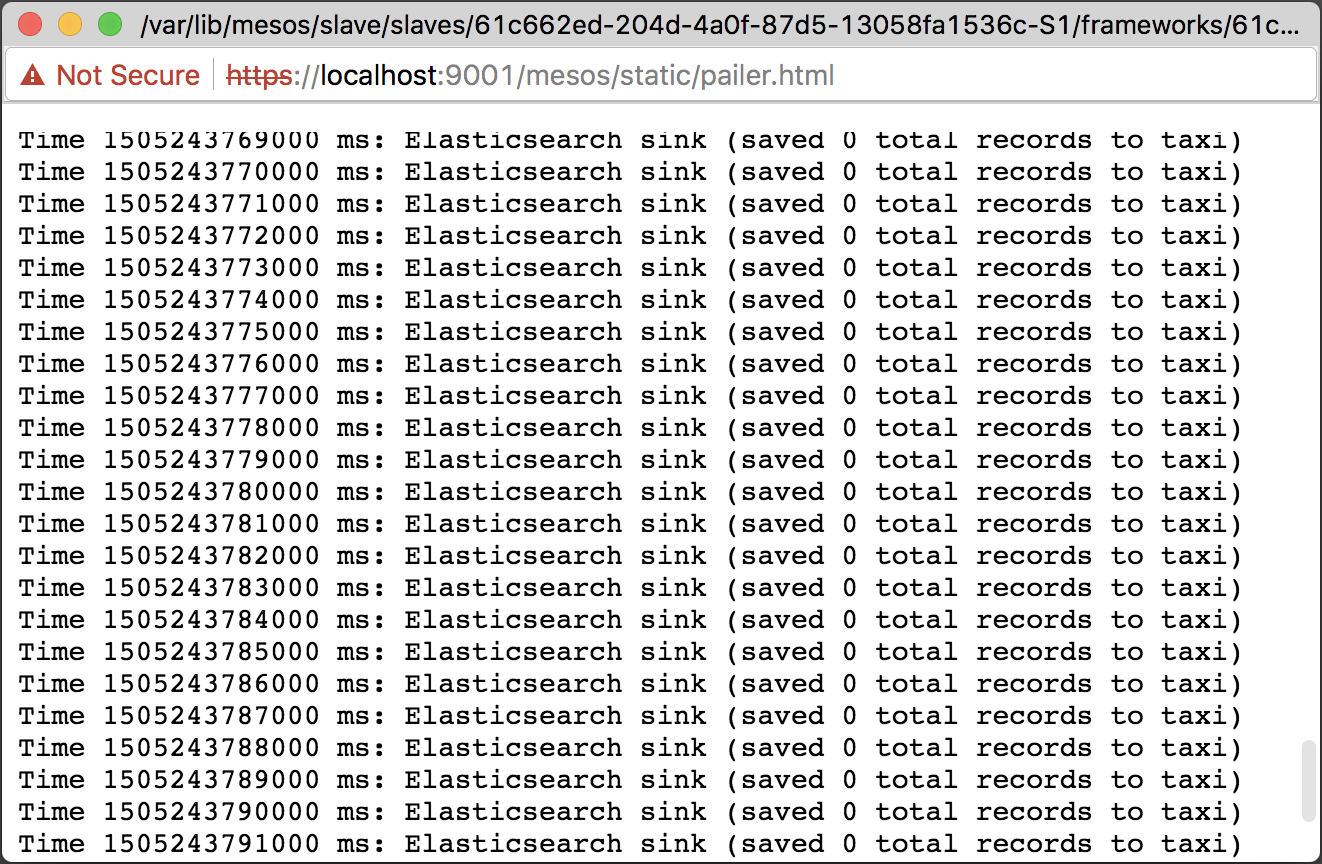 /var/lib/mesos/slave/slaves/61c662ed-204d-4a0f-87d5-13058fa1536c-S1/frameworks/61c...
Not Secure https://localhost:9001/mesos/static/pailer.html
Time 1505243769000 ms: Elasticsearch sink (saved 0 total records to taxi)
Time 1505243770000 ms: Elasticsearch sink (saved 0 total records to taxi)
Time 1505243771000 ms: Elasticsearch sink (saved 0 total records to taxi)
Time 1505243772000 ms: Elasticsearch sink (saved 0 total records to taxi)
Time 1505243773000 ms: Elasticsearch sink (saved 0 total records to taxi)
Time 1505243774000 ms: Elasticsearch sink (saved 0 total records to taxi)
Time 1505243775000 ms: Elasticsearch sink (saved 0 total records to taxi)
Time 1505243776000 ms: Elasticsearch sink (saved 0 total records to taxi)
Time 1505243777000 ms: Elasticsearch sink (saved 0 total records to taxi)
Time 1505243778000 ms: Elasticsearch sink (saved 0 total records to taxi)
Time 1505243779000 ms: Elasticsearch sink (saved 0 total records to taxi)
Time 1505243780000 ms: Elasticsearch sink (saved 0 total records to taxi)
Time 1505243781000 ms: Elasticsearch sink (saved 0 total records to taxi)
Time 1505243782000 ms: Elasticsearch sink (saved 0 total records to taxi)
Time 1505243783000 ms: Elasticsearch sink (saved 0 total records to taxi)
Time 1505243784000 ms: Elasticsearch sink (saved 0 total records to taxi)
Time 1505243785000 ms: Elasticsearch sink (saved 0 total records to taxi)
Time 1505243786000 ms: Elasticsearch sink (saved 0 total records to taxi)
Time 1505243787000 ms: Elasticsearch sink (saved 0 total records to taxi)
Time 1505243788000 ms: Elasticsearch sink (saved 0 total records to taxi)
Time 1505243789000 ms: Elasticsearch sink (saved 0 total records to taxi)
Time 1505243790000 ms: Elasticsearch sink (saved 0 total records to taxi)
Time 1505243791000 ms: Elasticsearch sink (saved 0 total records to taxi)